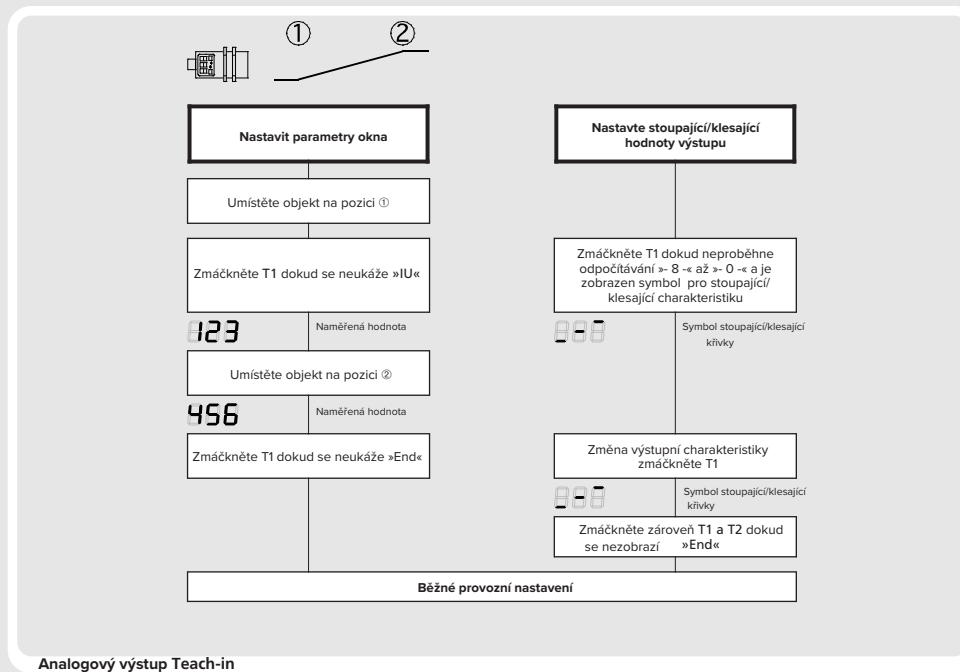 ① ②
Nastavit parametry okna
Umístěte objekt na pozici ①
Zmáčkněte T1 dokud se neukáže »IU«
123 Naměřená hodnota
Umístěte objekt na pozici ②
456 Naměřená hodnota
Zmáčkněte T1 dokud se neukáže »End«
Nastavte stoupající/klesající
hodnoty výstupu
Zmáčkněte T1 dokud neproběhne
odpočítávání »- 8 -« až »- 0 -« a je
zobrazen symbol pro stoupající/
klesající charakteristiku
Symbol stoupající/klesající
křivky
Změna výstupní charakteristiky
zmáčkněte T1
Symbol stoupající/klesající
křivky
Zmáčkněte zároveň T1 a T2 dokud
se nezobrazí »End«
Běžné provozní nastavení
Analogový výstup Teach-in